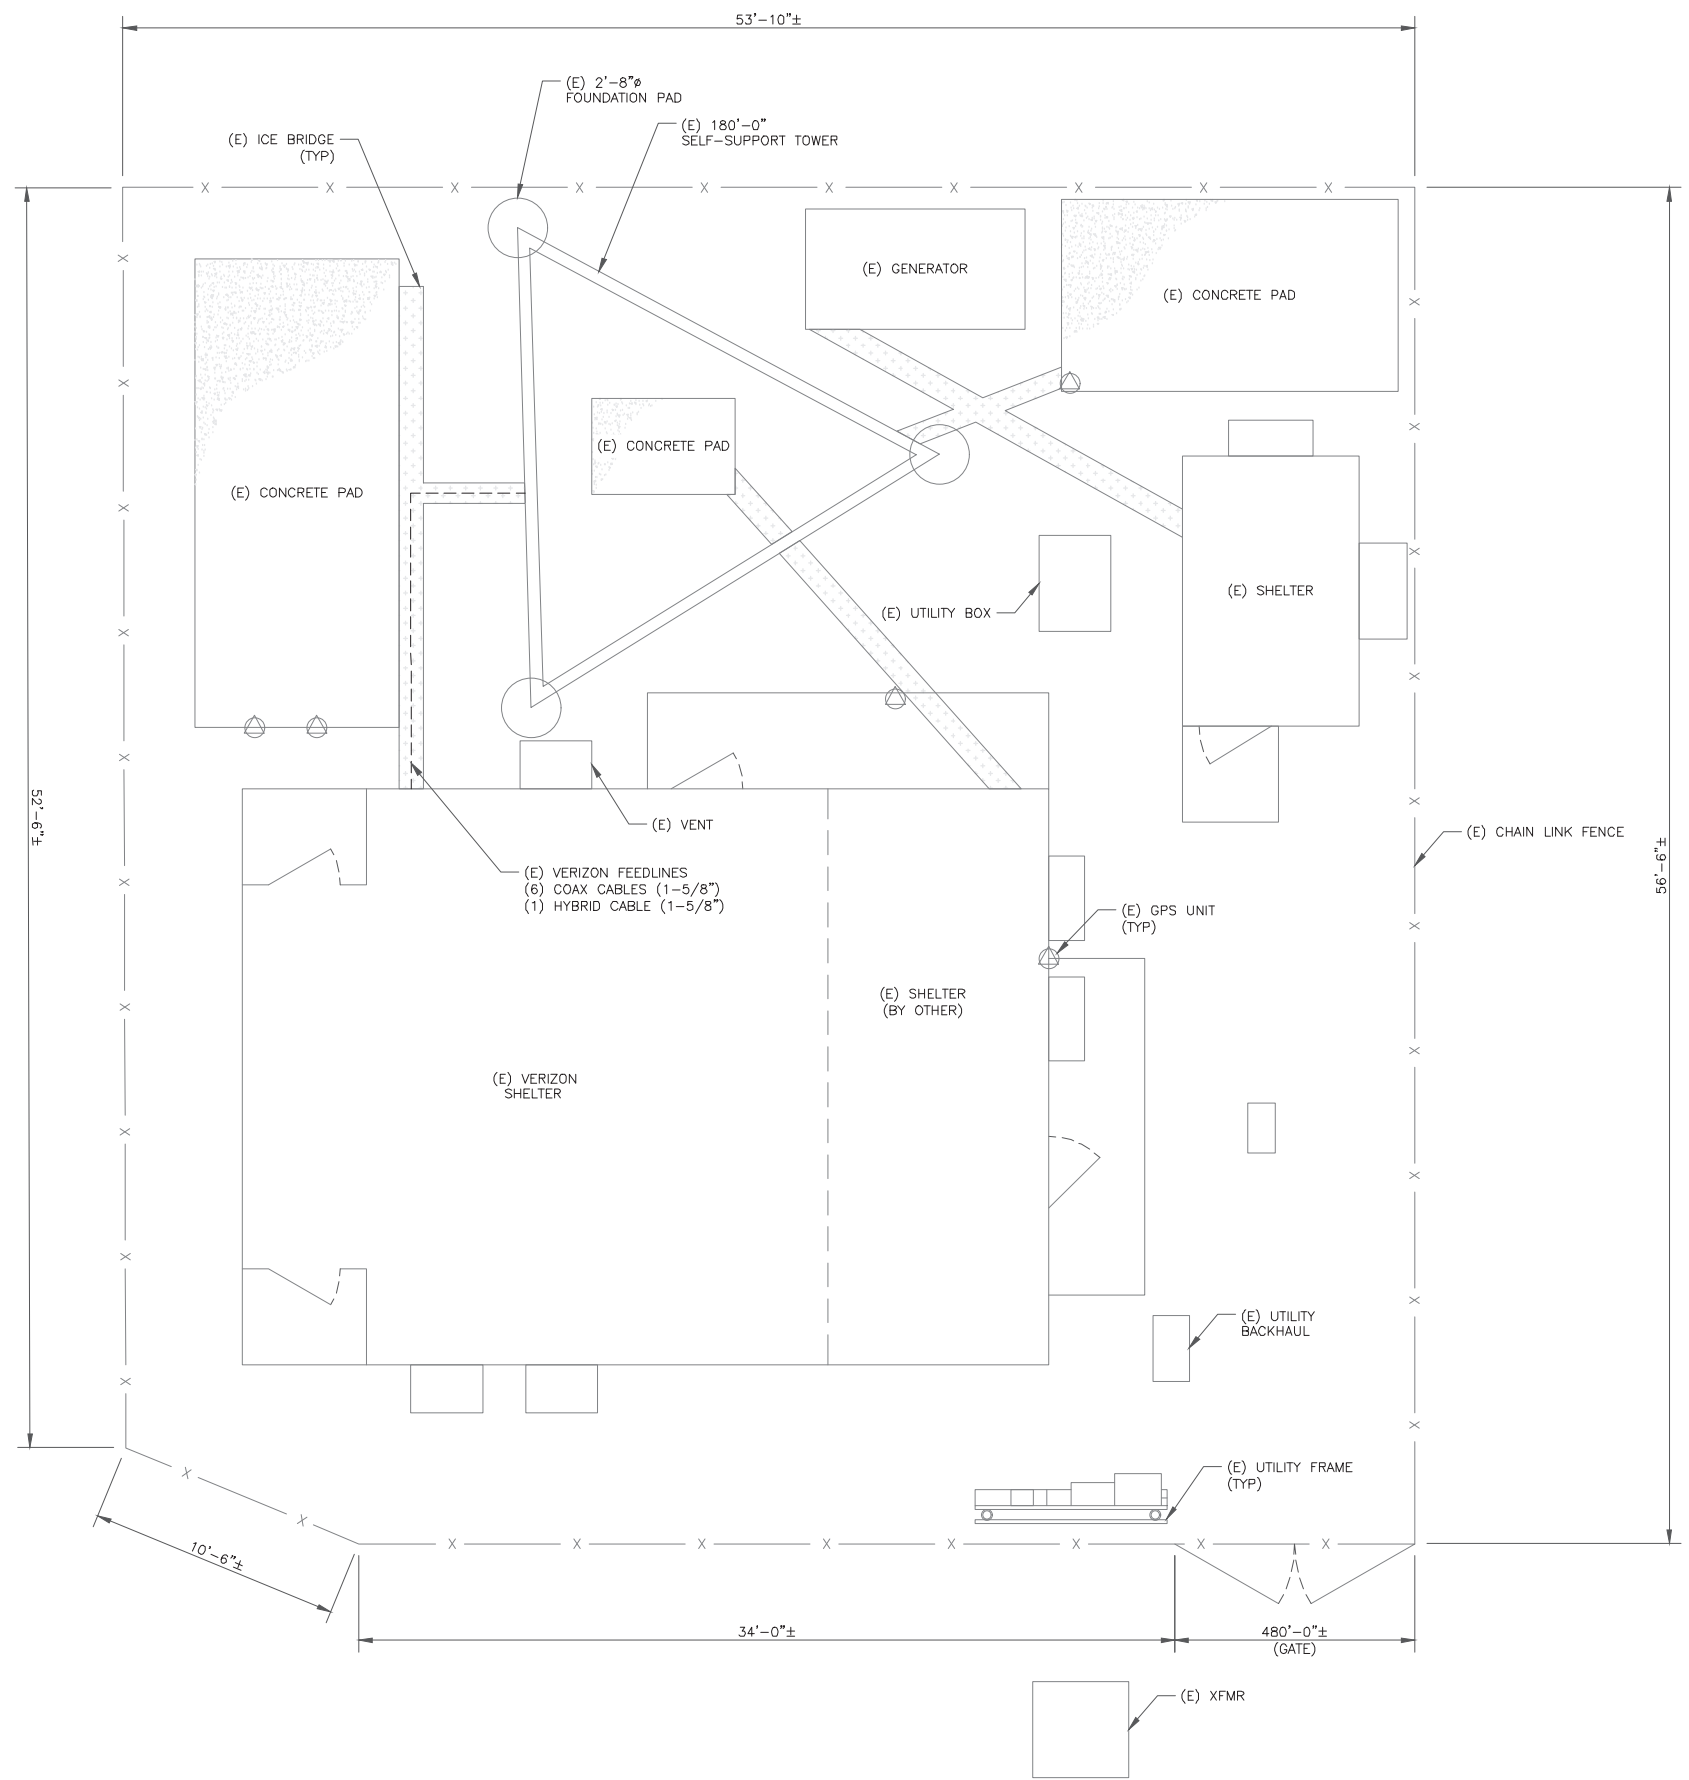 53'-10"±
(E) 2'-8"ø
FOUNDATION PAD
(E) 180'-0"
SELF-SUPPORT TOWER
(E) ICE BRIDGE
(TYP)
(E) GENERATOR
(E) CONCRETE PAD
(E) CONCRETE PAD
(E) CONCRETE PAD
(E) SHELTER
(E) UTILITY BOX
52'-6"±
(E) VENT
(E) CHAIN LINK FENCE
56'-6"±
(E) VERIZON FEEDLINES
(6) COAX CABLES (1-5/8")
(1) HYBRID CABLE (1-5/8")
(E) GPS UNIT
(TYP)
(E) SHELTER
(BY OTHER)
(E) VERIZON
SHELTER
(E) UTILITY
BACKHAUL
(E) UTILITY FRAME
(TYP)
10'-6"±
34'-0"±
480'-0"±
(GATE)
(E) XFMR